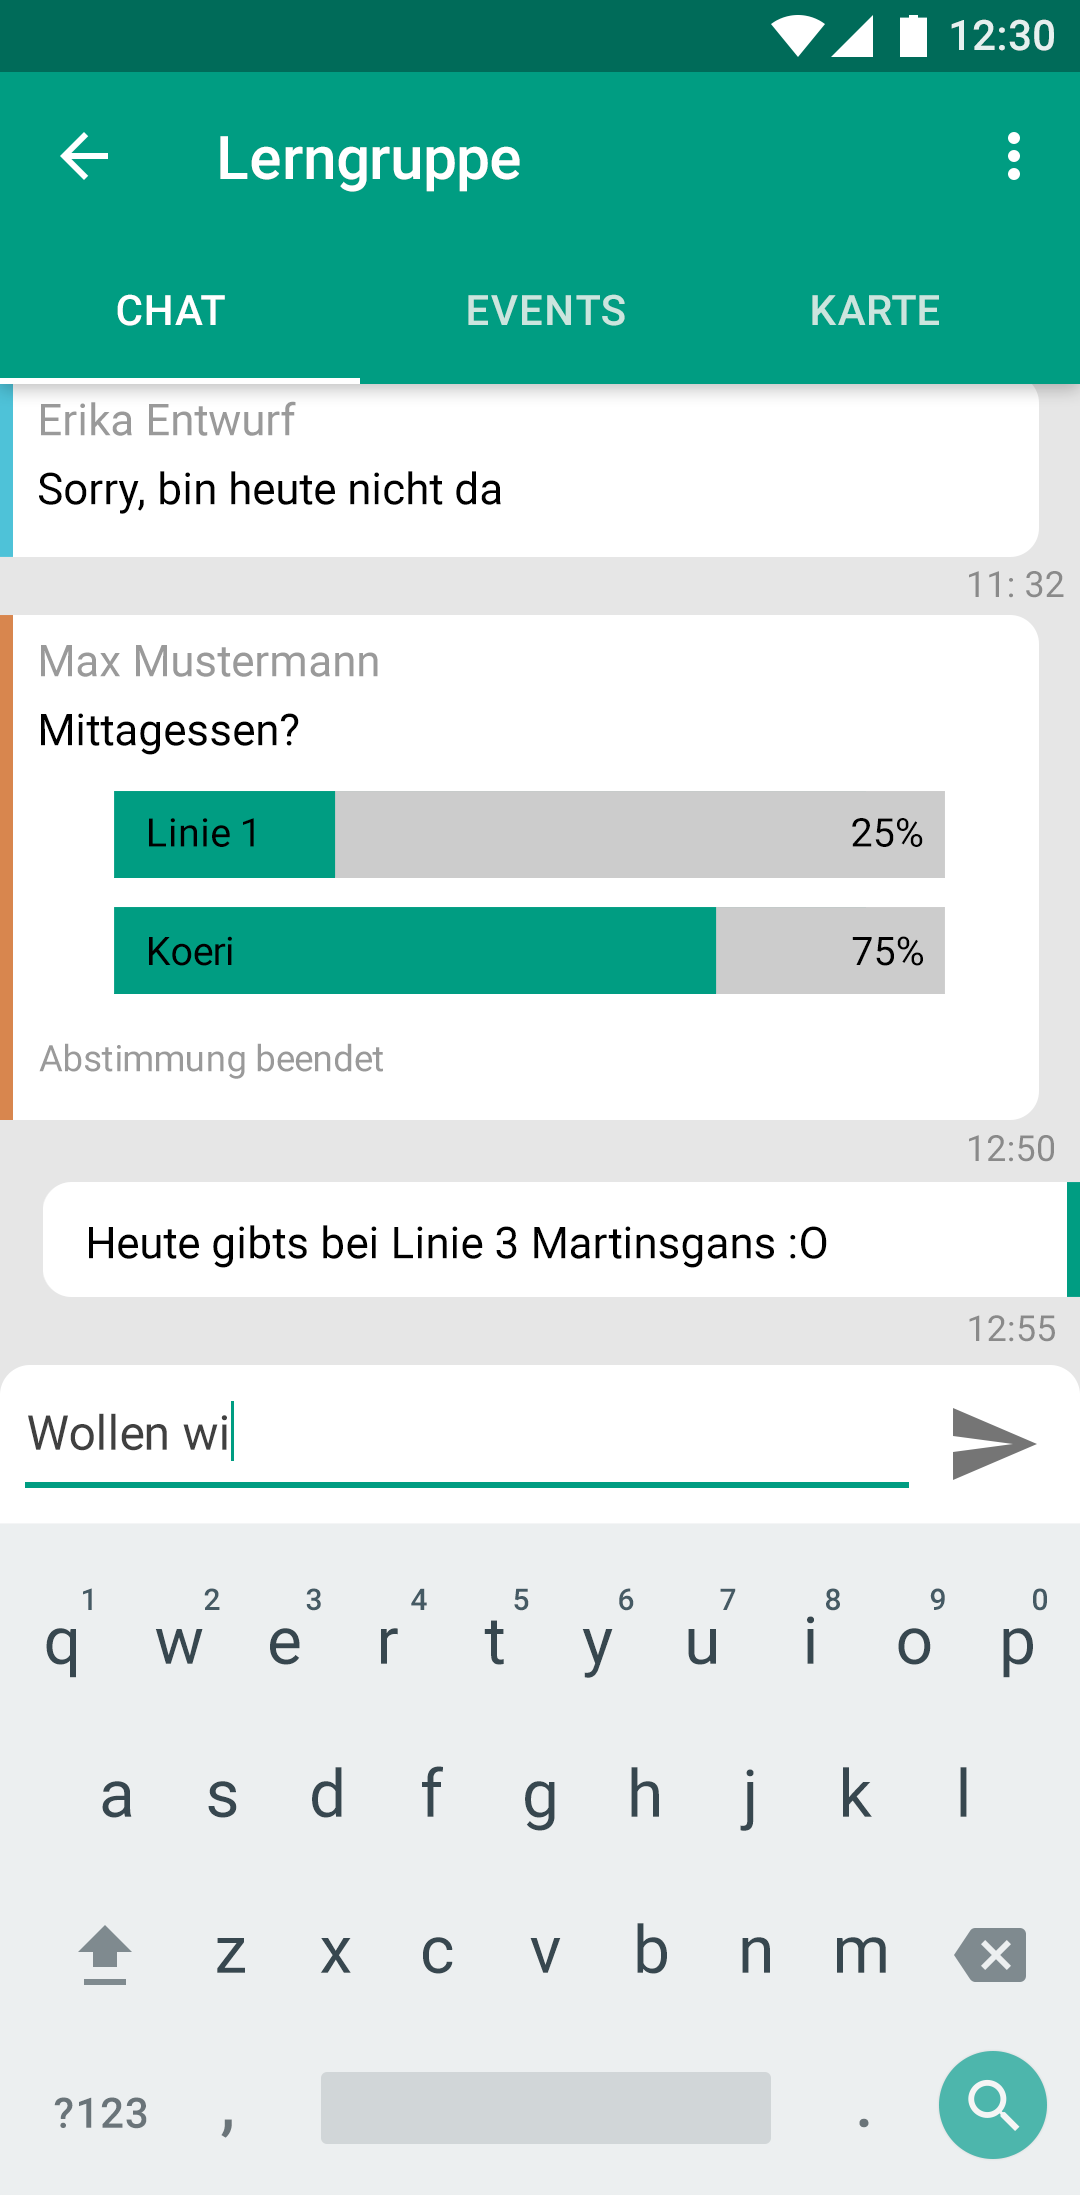 12:30
Lerngruppe
CHAT EVENTS KARTE
Erika Entwurf
Sorry, bin heute nicht da
11: 32
Max Mustermann
Mittagessen?
Linie 1 25%
Koeri 75%
Abstimmung beendet
12:50
Heute gibts bei Linie 3 Martinsgans :O
12:55
Wollen wi
1 2 3 4 5 6 7 8 9 0
q w e r t y u i o p
a s d f g h j k l
z x c v b n m
?123 , .